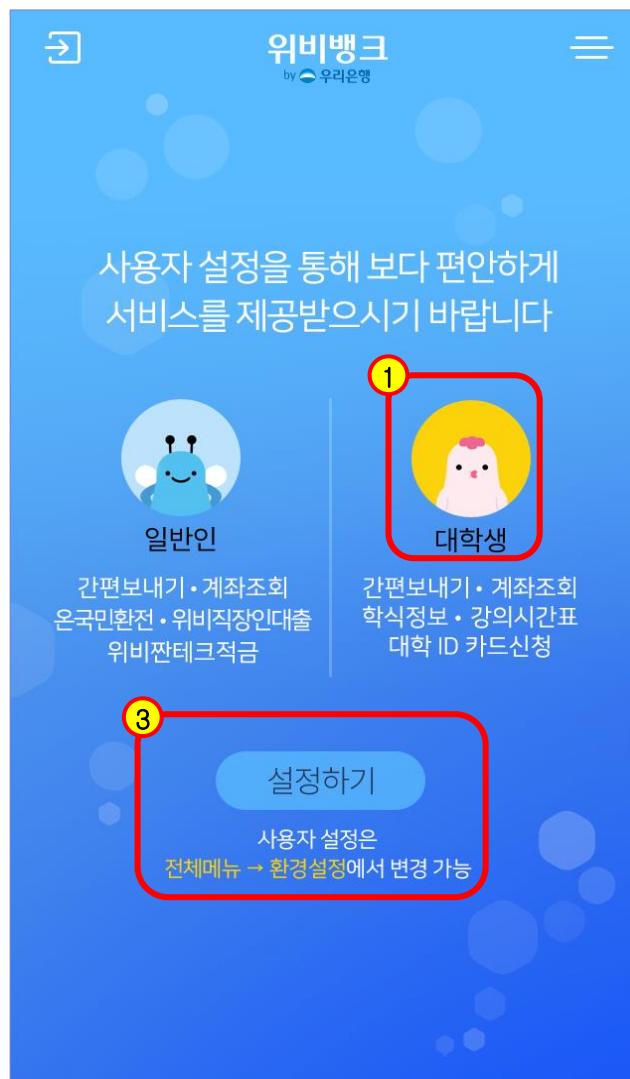 위비뱅크
by 우리은행
사용자 설정을 통해 보다 편안하게
서비스를 제공받으시기 바랍니다
1
일반인
간편보내기 • 계좌조회
온국민환전 • 위비직장인대출
위비짠테크적금
대학생
간편보내기 • 계좌조회
학식정보 • 강의시간표
대학 ID 카드신청
3
설정하기
사용자 설정은
전체메뉴 → 환경설정에서 변경 가능